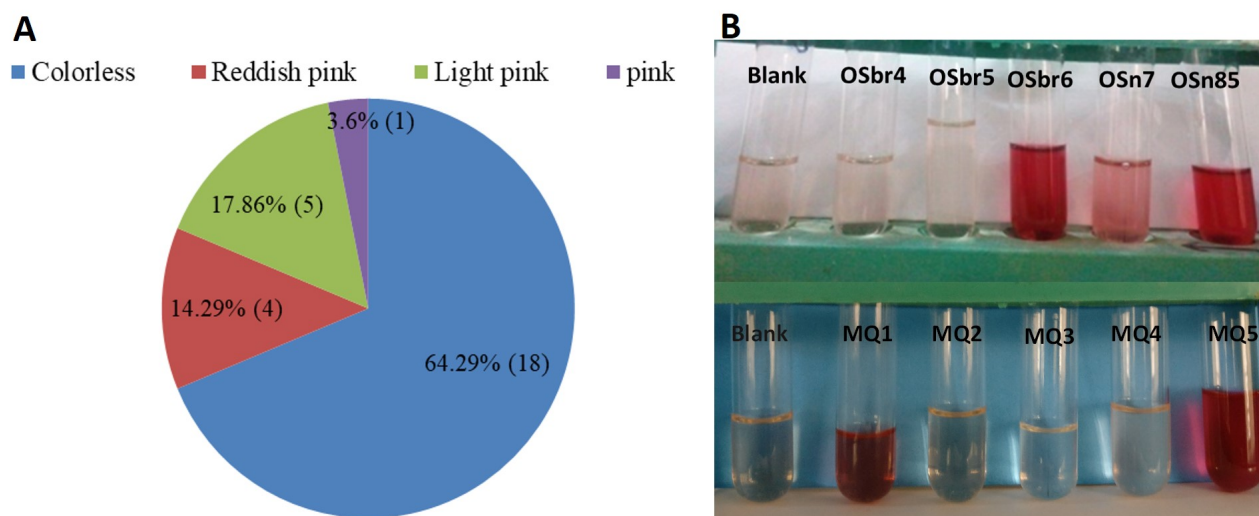 A
Colorless Reddish pink Light pink pink
3.6% (1)
17.86% (5)
14.29% (4)
64.29% (18)
B
Blank OSbr4 OSbr5 OSbr6 OSn7 OSn85
Blank MQ1 MQ2 MQ3 MQ4 MQ5